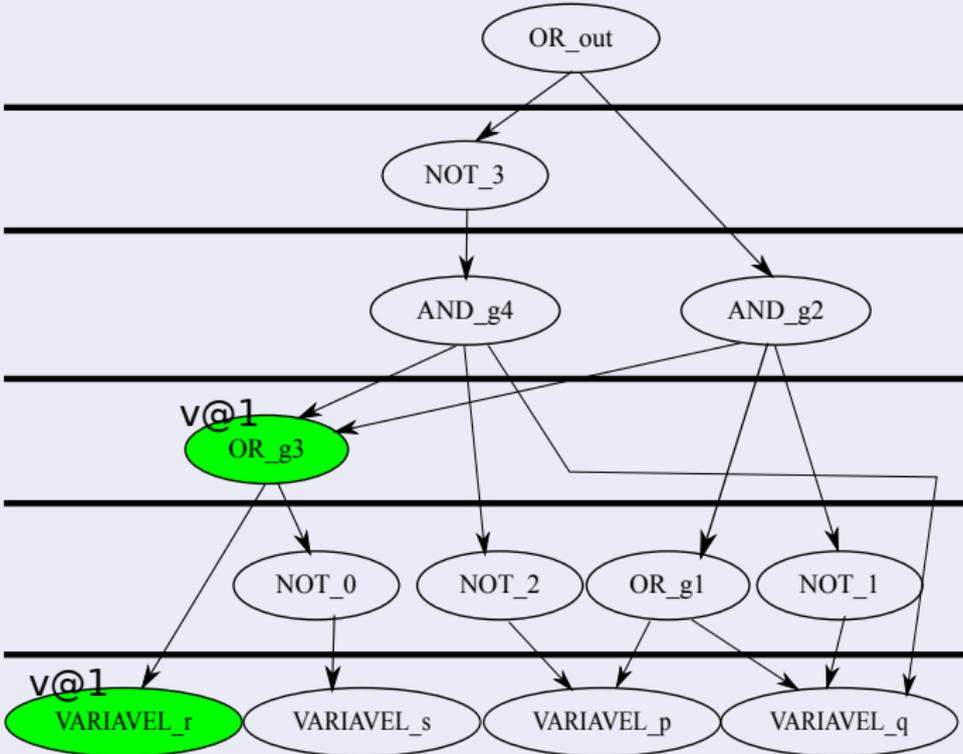 OR_out
NOT_3
AND_g4 AND_g2
v@1
OR_g3
NOT_0 NOT_2 OR_g1 NOT_1
v@1
VARIAVEL_r VARIAVEL_s VARIAVEL_p VARIAVEL_q